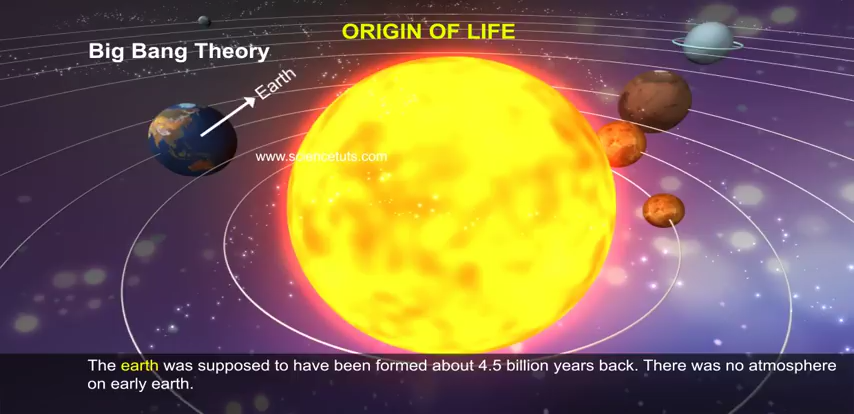 ORIGIN OF LIFE
Big Bang Theory
Earth
www.sciencetuts.com
The earth was supposed to have been formed about 4.5 billion years back. There was no atmosphere
on early earth.